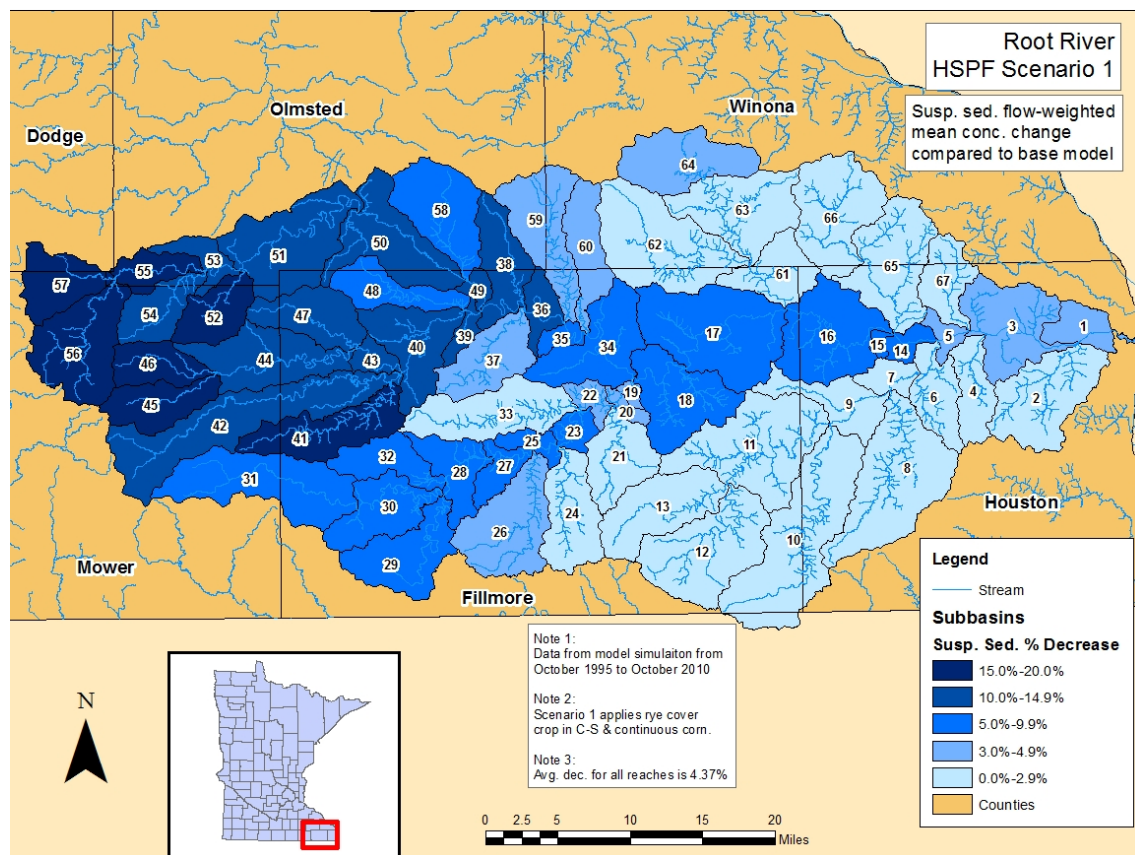 Root River
HSPF Scenario 1
Susp. sed. flow-weighted
mean conc. change
compared to base model
Dodge
Olmsted
Winona
64
58
59
60
63
66
50
51
53
38
62
65
55
57
61
67
48
49
54
52
47
36
39
40
35
34
17
16
15
14
5
3
1
56
46
44
43
37
7
45
22
19
20
18
9
6
4
2
42
41
33
23
25
11
8
31
32
28
27
21
30
26
24
13
12
10
29
Houston
Mower
Fillmore
Legend
Stream
Subbasins
Susp. Sed. % Decrease
15.0%-20.0%
10.0%-14.9%
5.0%-9.9%
3.0%-4.9%
0.0%-2.9%
Counties
Note 1:
Data from model simulaiton from
October 1995 to October 2010
Note 2:
Scenario 1 applies rye cover
crop in C-S & continuous corn.
Note 3:
Avg. dec. for all reaches is 4.37%
N
0 2.5 5 10 15 20
Miles